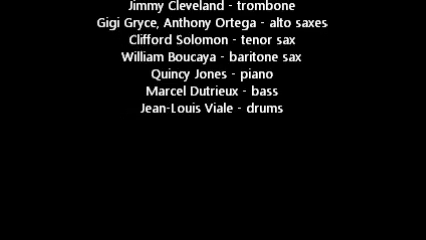 Jimmy Cleveland - trombone
Gigi Gryce, Anthony Ortega - alto saxes
Clifford Solomon - tenor sax
William Boucaya - baritone sax
Quincy Jones - piano
Marcel Dutrieux - bass
Jean-Louis Viale - drums